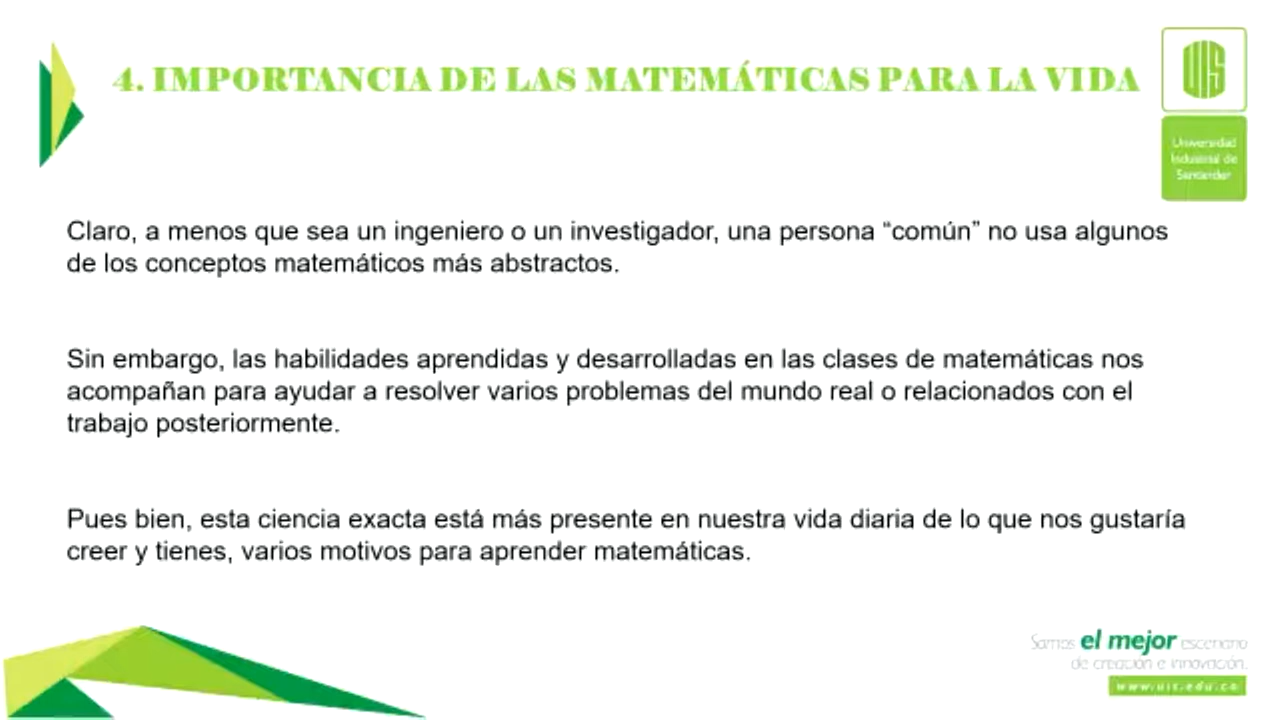 4. IMPORTANCIA DE LAS MATEMÁTICAS PARA LA VIDA
UIS
Universidad
Industrial de
Santander
Claro, a menos que sea un ingeniero o un investigador, una persona “común” no usa algunos
de los conceptos matemáticos más abstractos.
Sin embargo, las habilidades aprendidas y desarrolladas en las clases de matemáticas nos
acompañan para ayudar a resolver varios problemas del mundo real o relacionados con el
trabajo posteriormente.
Pues bien, esta ciencia exacta está más presente en nuestra vida diaria de lo que nos gustaría
creer y tienes, varios motivos para aprender matemáticas.
Somos el mejor escenario
de creación e innovación.
www.uis.edu.co